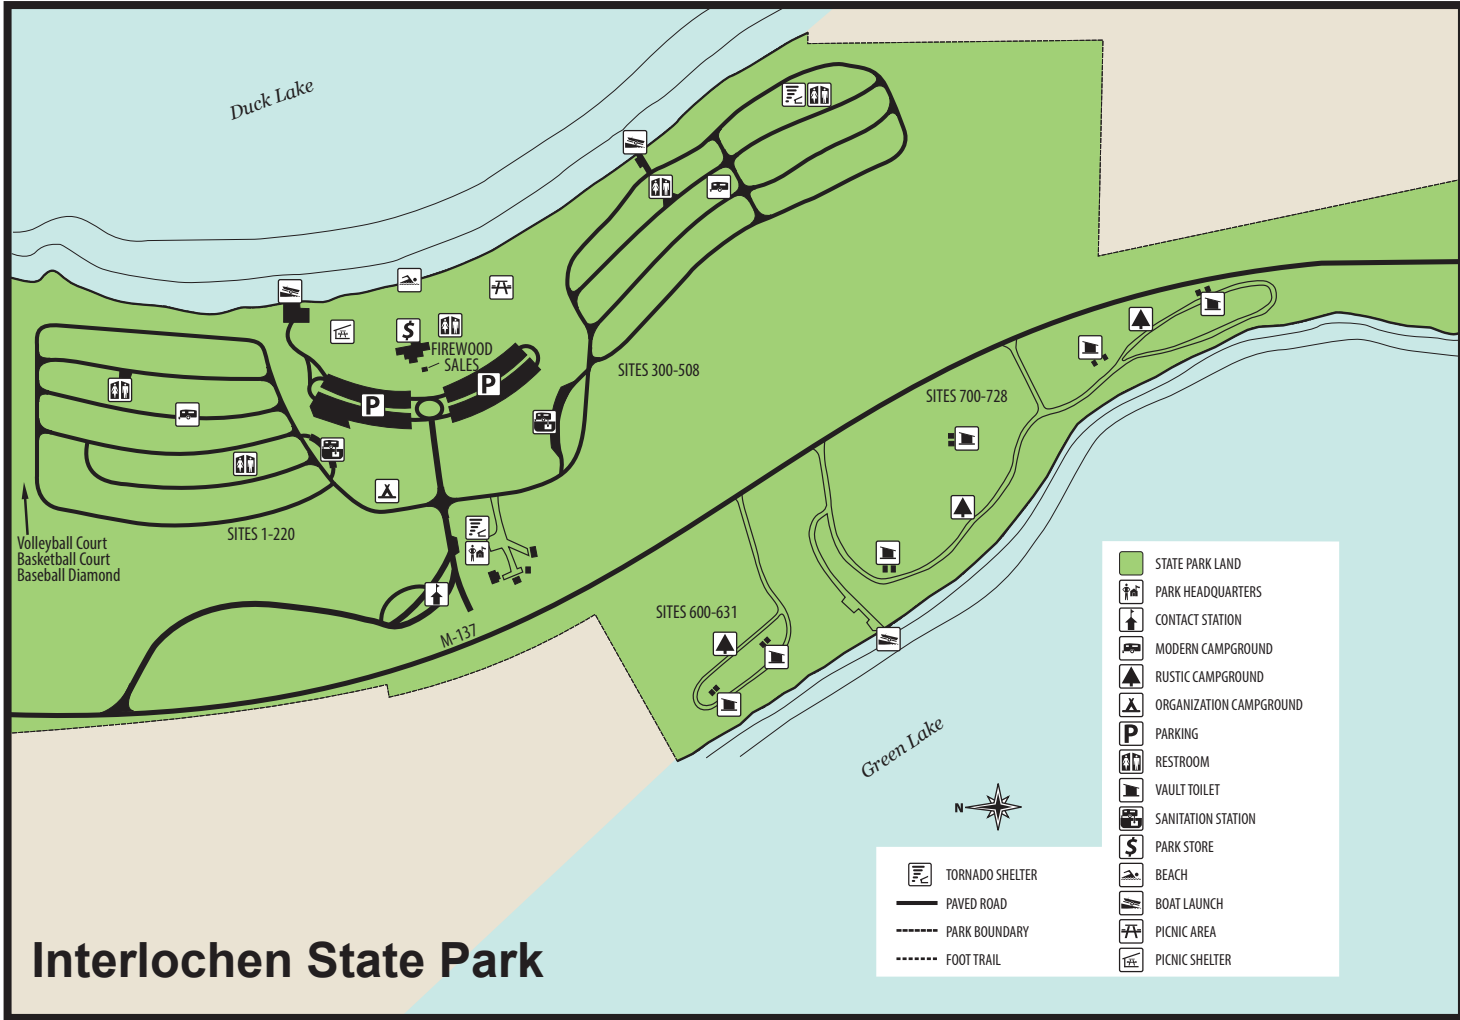 Duck Lake
P
P
$
FIREWOOD
SALES
SITES 300-508
SITES 700-728
SITES 1-220
Volleyball Court
Basketball Court
Baseball Diamond
M-137
SITES 600-631
Green Lake
N
STATE PARK LAND
PARK HEADQUARTERS
CONTACT STATION
MODERN CAMPGROUND
RUSTIC CAMPGROUND
ORGANIZATION CAMPGROUND
P PARKING
RESTROOM
VAULT TOILET
SANITATION STATION
$ PARK STORE
BEACH
BOAT LAUNCH
PICNIC AREA
PICNIC SHELTER
TORNADO SHELTER
PAVED ROAD
PARK BOUNDARY
FOOT TRAIL
Interlochen State Park